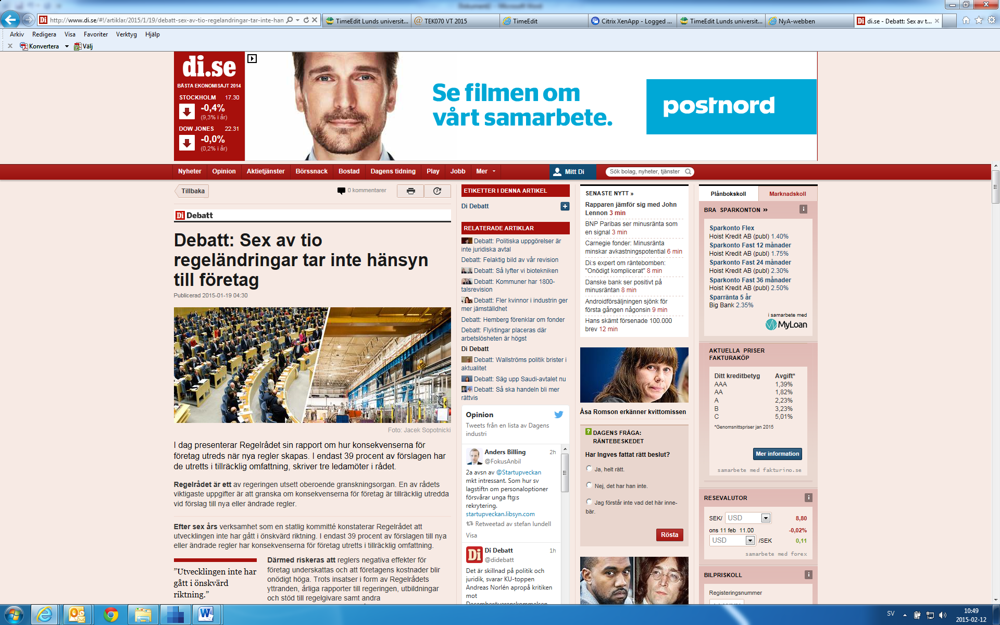 http://www.di.se/#!/artiklar/2015/1/19/debatt-sex-av-tio-regelandringar-tar-inte-han
TimeEdit Lunds universit...
TEK070 VT 2015
TimeEdit
Citrix XenApp - Logged ...
TimeEdit Lunds universit...
NyA-webben
di.se - Debatt: Sex av t...
Arkiv Redigera Visa Favoriter Verktyg Hjälp
Konvertera Välj
di.se
BÄSTA EKONOMISAJT 2014
STOCKHOLM 17.30
-0,4%
(9,3% i år)
DOW JONES 22.31
-0,0%
(0,2% i år)
Se filmen om
vårt samarbete.
postnord
Nyheter Opinion Aktietjänster Börssnack Bostad Dagens tidning Play Jobb Mer
Mitt Di
Sök bolag, nyheter, tjänster
Tillbaka
0 kommentarer
Di Debatt
Debatt: Sex av tio
regeländringar tar inte hänsyn
till företag
Publicerad 2015-01-19 04:30
Foto: Jacek Sopotnicki
I dag presenterar Regelrådet sin rapport om hur konsekvenserna för
företag utreds när nya regler skapas. I endast 39 procent av förslagen har
de utretts i tillräcklig omfattning, skriver tre ledamöter i rådet.
Regelrådet är ett av regeringen utsett oberoende granskningsorgan. En av rådets
viktigaste uppgifter är att granska om konsekvenserna för företag är tillräcklig utredda
vid förslag till nya eller ändrade regler.
Efter sex års verksamhet som en statlig kommitté konstaterar Regelrådet att
utvecklingen inte har gått i önskvärd riktning. I endast 39 procent av förslagen till nya
eller ändrade regler har konsekvenserna för företag utretts i tillräcklig omfattning.
”Utvecklingen inte har
gått i önskvärd
riktning.”
Därmed riskeras att reglers negativa effekter för
företag underskattas och att företagens kostnader blir
onödigt höga. Trots insatser i form av Regelrådets
yttranden, årliga rapporter till regeringen, utbildningar
och stöd till regelgivare samt andra
ETIKETTER I DENNA ARTIKEL
Di Debatt
RELATERADE ARTIKLAR
Debatt: Politiska uppgörelser är
inte juridiska avtal
Debatt: Felaktig bild av vår revision
Debatt: Så lyfter vi biotekniken
Debatt: Kommuner har 1800-
talsrevision
Debatt: Fler kvinnor i industrin ger
mer jämställdhet
Debatt: Hemberg förenklar om fonder
Debatt: Flyktingar placeras där
arbetslösheten är högst
Di Debatt
Debatt: Wallströms politik brister i
aktualitet
Debatt: Säg upp Saudi-avtalet nu
Debatt: Så ska handeln bli mer
rättvis
Opinion
Tweets från en lista av Dagens
industri
Anders Billing 2h
@FokusAnbil
2a avsn av @Startupveckan
mkt intressant. Som hur sv
lagstiftn om personaloptioner
försvårar unga ftg:s
rekrytering.
startupveckan.libsyn.com
Retweetad av stefan lundell
Visa
Di Debatt 1h
@didebatt
Det är skillnad på politik och
juridik, svarar KU-toppen
Andreas Norlén apropå kritiken
mot
Decemberöverenskommelsen
SENASTE NYTT »
Rapparen jämför sig med John
Lennon 3 min
BNP Paribas ser minusränta som
en signal 3 min
Carnegie fonder: Minusränta
minskar avkastningspotential 6 min
Di:s expert om räntebomben:
"Onödigt komplicerat" 8 min
Danske bank ser positivt på
minusräntan 8 min
Androidförsäljningen sjönk för
första gången någonsin 9 min
Hans skämt försenade 100.000
brev 12 min
Åsa Romson erkänner kvittomissen
DAGENS FRÅGA:
RÄNTEBESKEDET
Har Ingves fattat rätt beslut?
Ja, helt rätt.
Nej, det har han inte.
Jag förstår inte vad det här inne-
bär.
Rösta
Plånbokskoll Marknadskoll
BRA SPARKONTON »
Sparkonto Flex
Hoist Kredit AB (publ) 1.40%
Sparkonto Fast 12 månader
Hoist Kredit AB (publ) 1.75%
Sparkonto Fast 24 månader
Hoist Kredit AB (publ) 2.30%
Sparkonto Fast 36 månader
Hoist Kredit AB (publ) 2.50%
Sparränta 5 år
Big Bank 2.35%
i samarbete med
MyLoan
AKTUELLA PRISER
FAKTURAKÖP
Ditt kreditbetyg Avgift*
AAA 1,39%
AA 1,82%
A 2,23%
B 3,23%
C 5,01%
*Genomsnittspriser jan 2015
Mer information
samarbete med fakturino.se
RESEVALUTOR
SEK/ USD 8,80
ons 11 feb 11.00 -0,02%
USD /SEK 0,11
samarbete med forex
BILPRISKOLL
Registeringsnummer
SV
10:49
2015-02-12